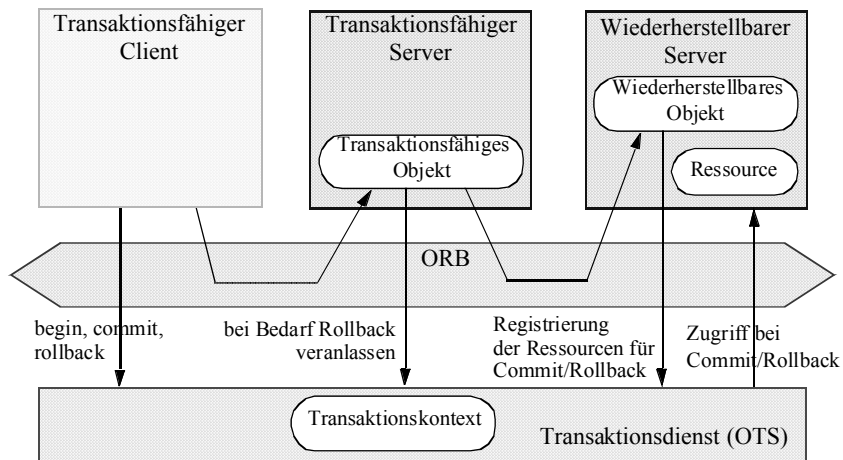 Transaktionsfähiger
Client
Transaktionsfähiger
Server
Transaktionsfähiges
Objekt
Wiederherstellbarer
Server
Wiederherstellbares
Objekt
Ressource
ORB
begin, commit,
rollback
bei Bedarf Rollback
veranlassen
Registrierung
der Ressourcen für
Commit/Rollback
Zugriff bei
Commit/Rollback
Transaktionskontext
Transaktionsdienst (OTS)